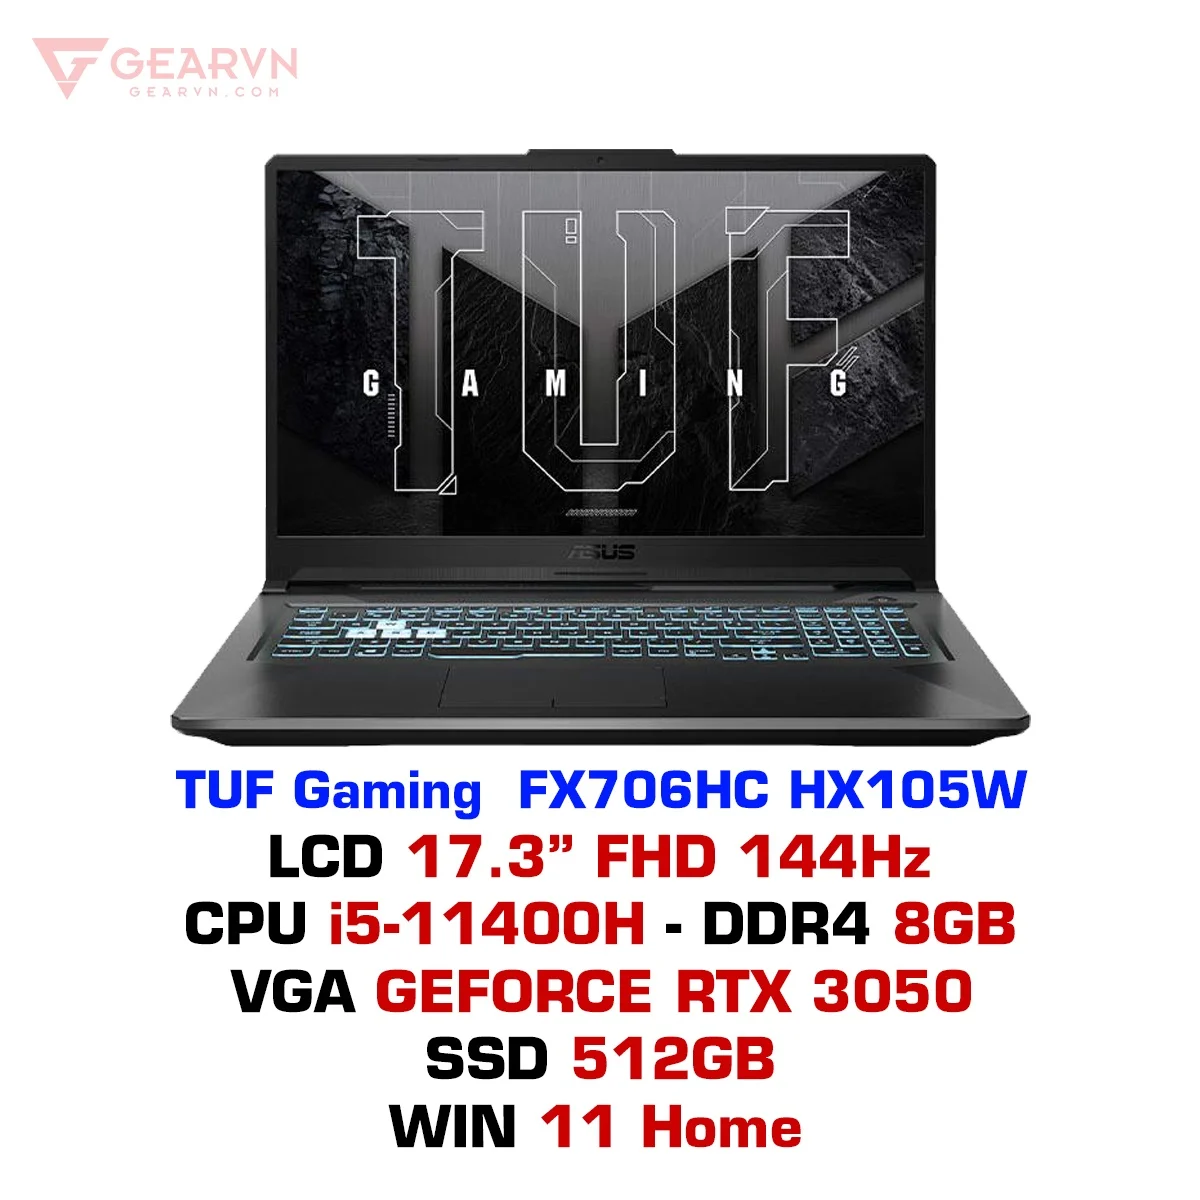 GEARVN
GEARVN.COM
TUF
GAMING
ASUS
TUF Gaming FX706HC HX105W
LCD 17.3” FHD 144Hz
CPU i5-11400H - DDR4 8GB
VGA GEFORCE RTX 3050
SSD 512GB
WIN 11 Home